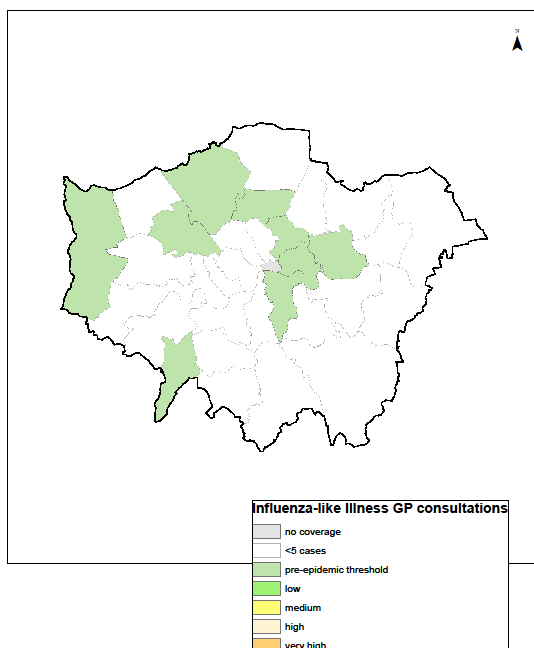 N
Influenza-like Illness GP consultations
no coverage
<5 cases
pre-epidemic threshold
low
medium
high
very high